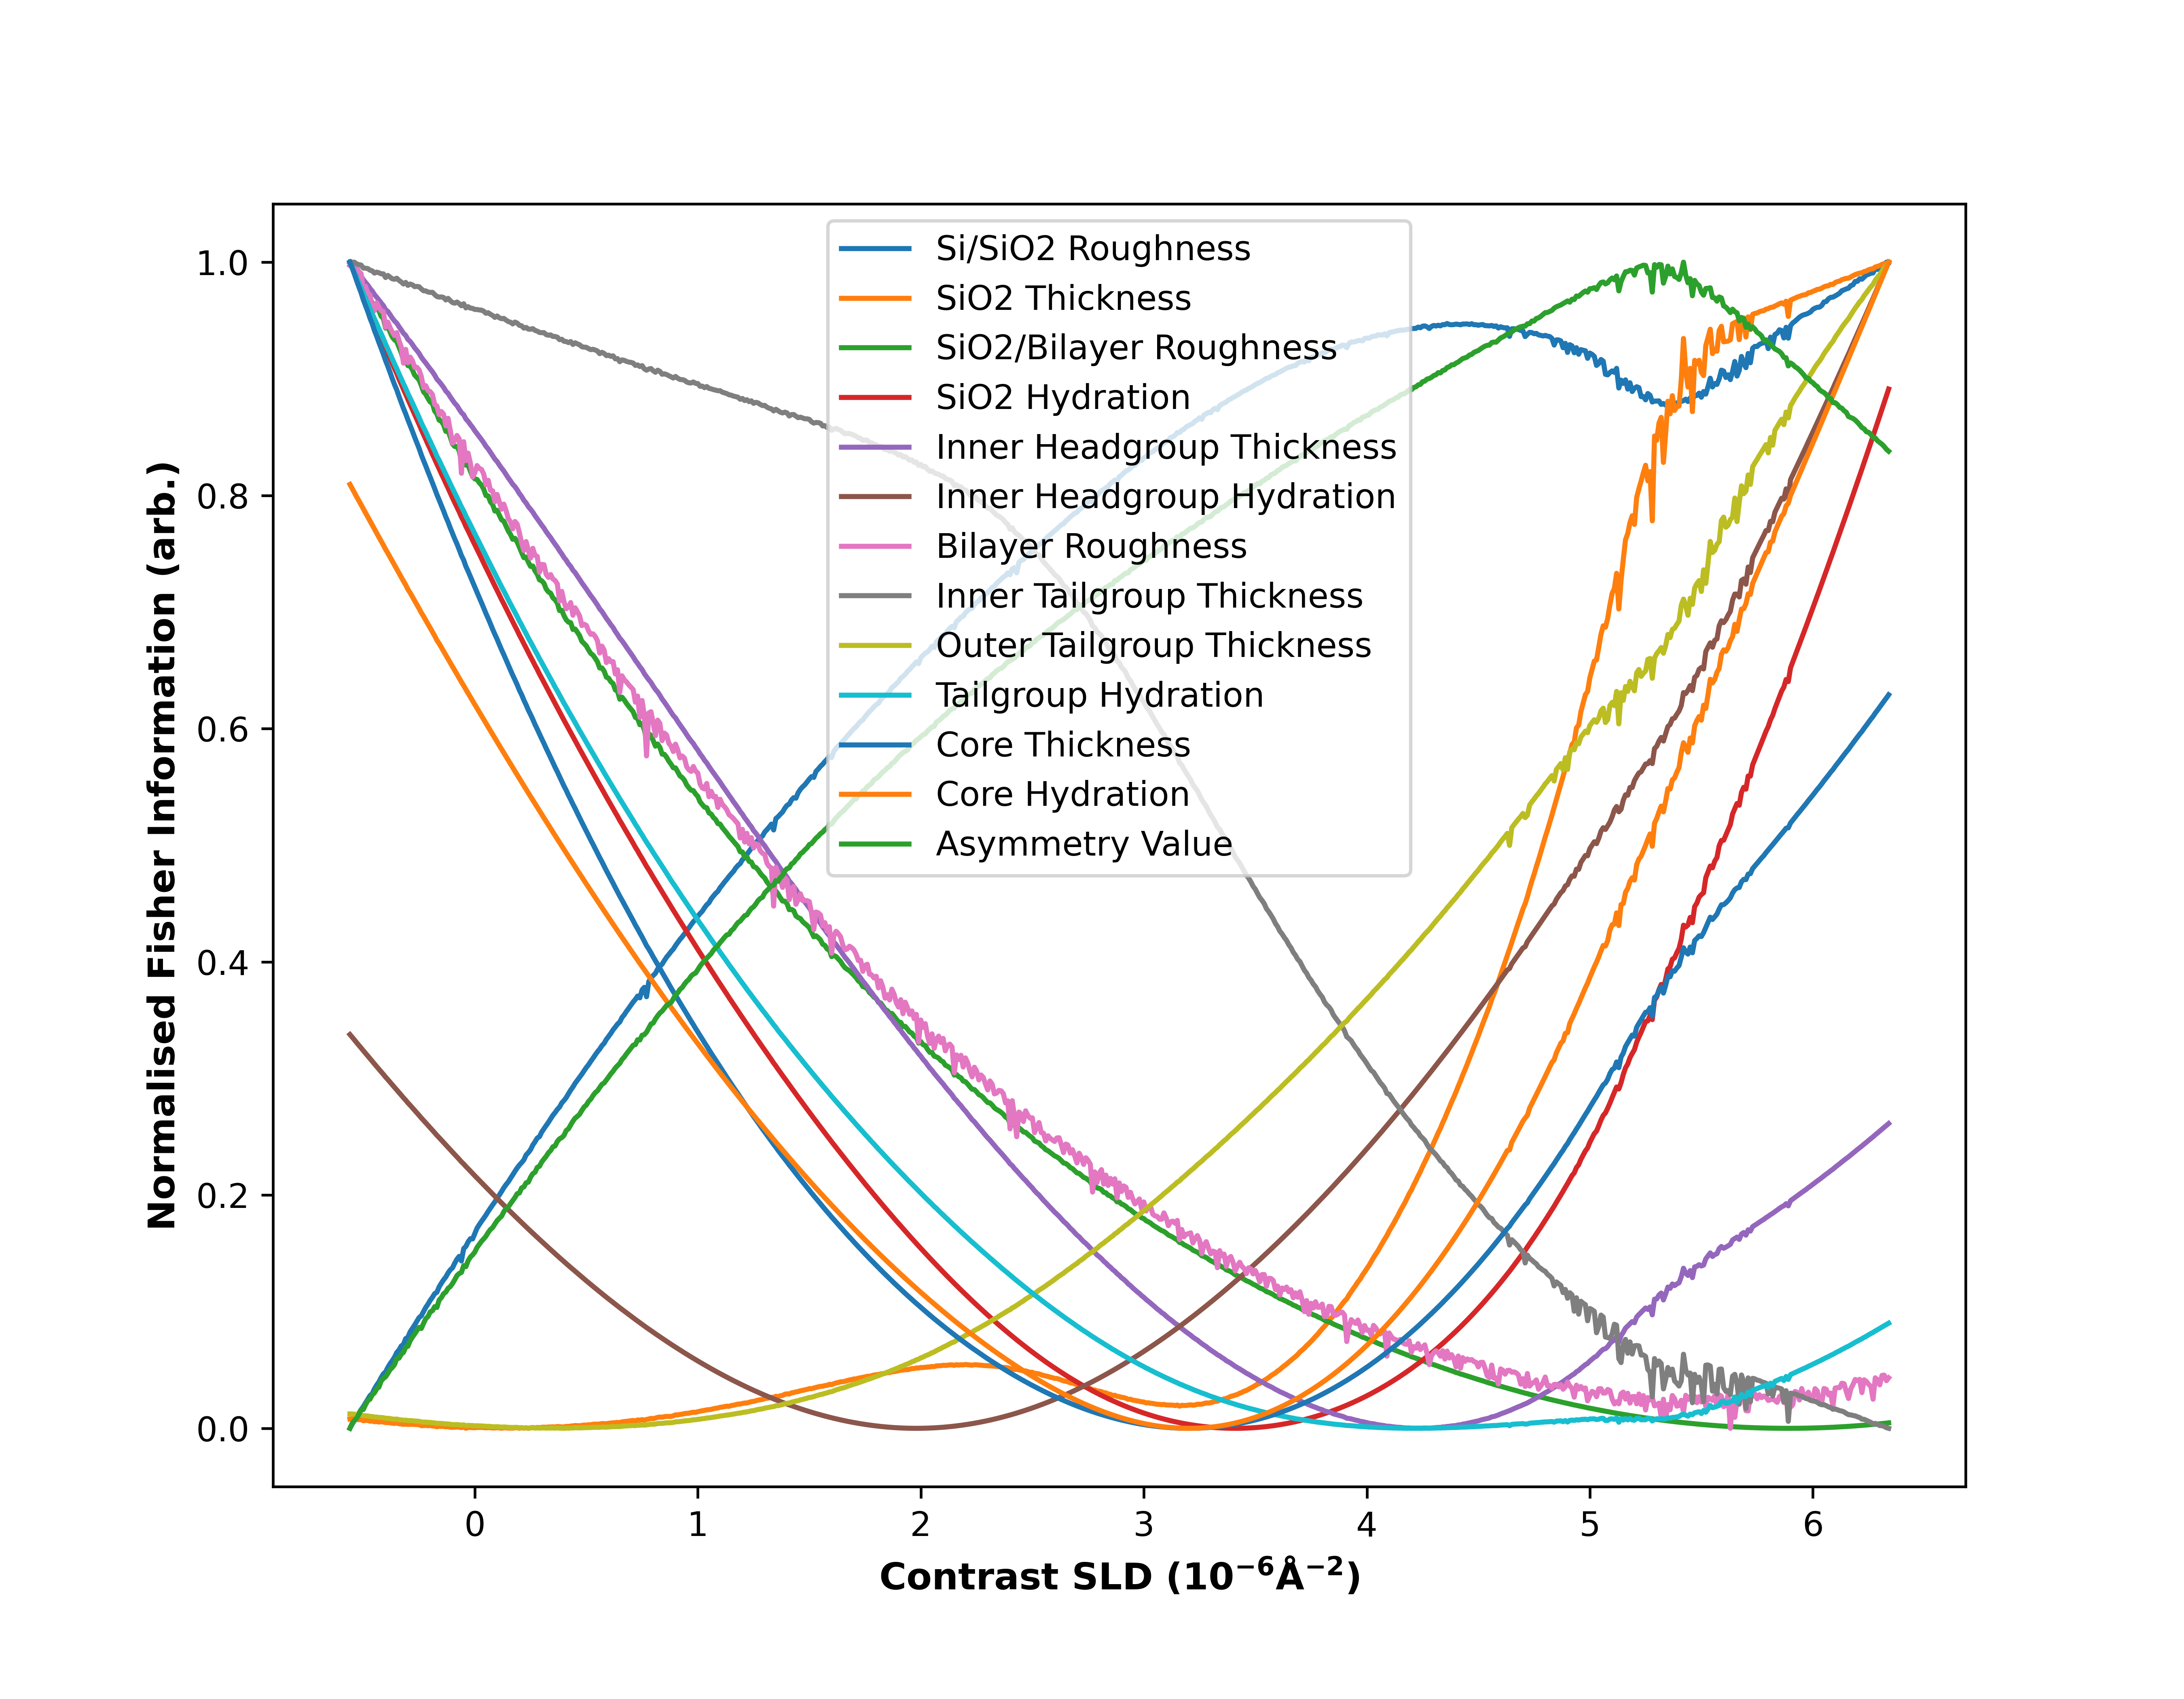 Normalised Fisher Information (arb.)
1.0
0.8
0.6
0.4
0.2
0.0
Si/SiO2 Roughness
SiO2 Thickness
SiO2/Bilayer Roughness
SiO2 Hydration
Inner Headgroup Thickness
Inner Headgroup Hydration
Bilayer Roughness
Inner Tailgroup Thickness
Outer Tailgroup Thickness
Tailgroup Hydration
Core Thickness
Core Hydration
Asymmetry Value
0 1 2 3 4 5 6
Contrast SLD (10⁻⁶Å⁻²)